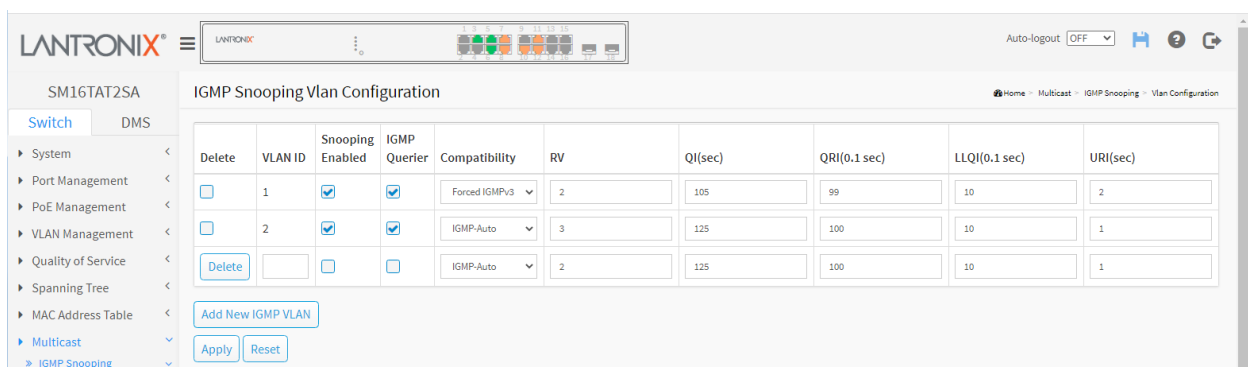 LANTRONIX®
LANTRONIX
1 3 5 7 9 11 13 15
2 4 6 8 10 12 14 16 17 18
Auto-logout OFF
SM16TAT2SA
IGMP Snooping Vlan Configuration
Home > Multicast > IGMP Snooping > Vlan Configuration
Switch DMS
System
Port Management
PoE Management
VLAN Management
Quality of Service
Spanning Tree
MAC Address Table
Multicast
» IGMP Snooping
Delete VLAN ID Snooping Enabled IGMP Querier Compatibility RV QI(sec) QRI(0.1 sec) LLQI(0.1 sec) URI(sec)
1 Forced IGMPv3 2 105 99 10 2
2 IGMP-Auto 3 125 100 10 1
Delete IGMP-Auto 2 125 100 10 1
Add New IGMP VLAN
Apply Reset